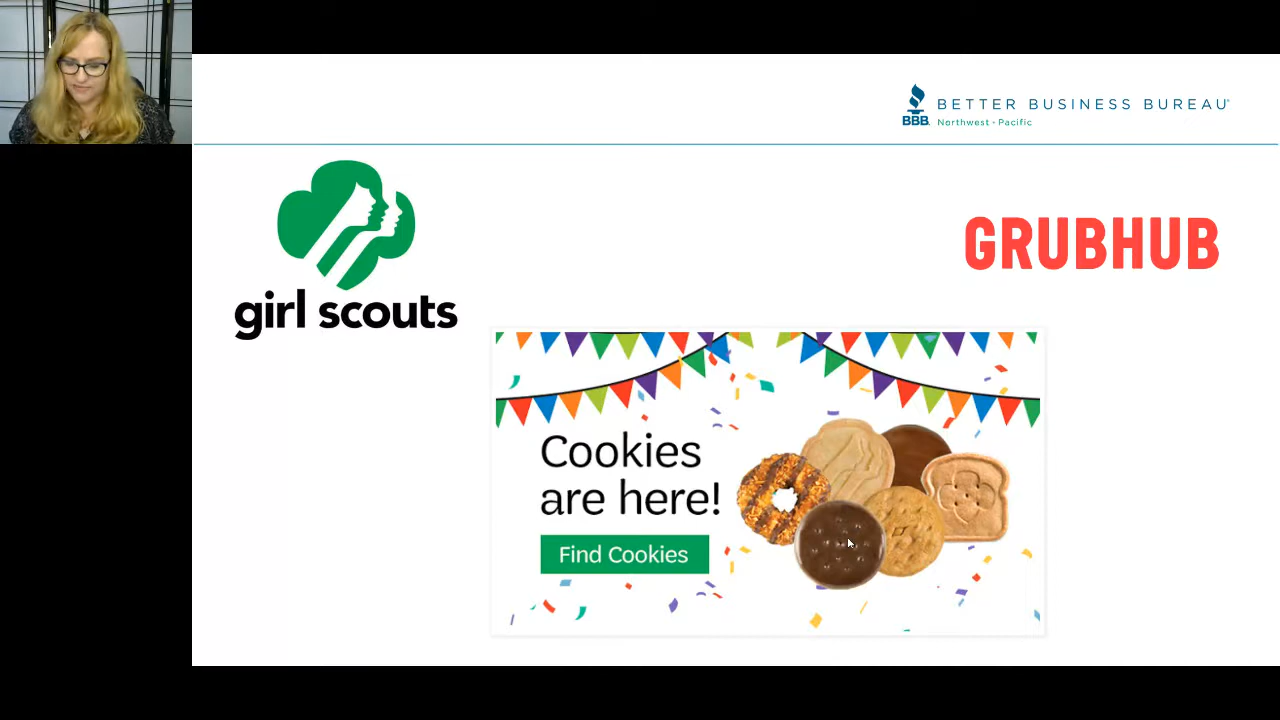 BETTER BUSINESS BUREAU®
BBB.
Northwest + Pacific
girl scouts
GRUBHUB
Cookies
are here!
Find Cookies